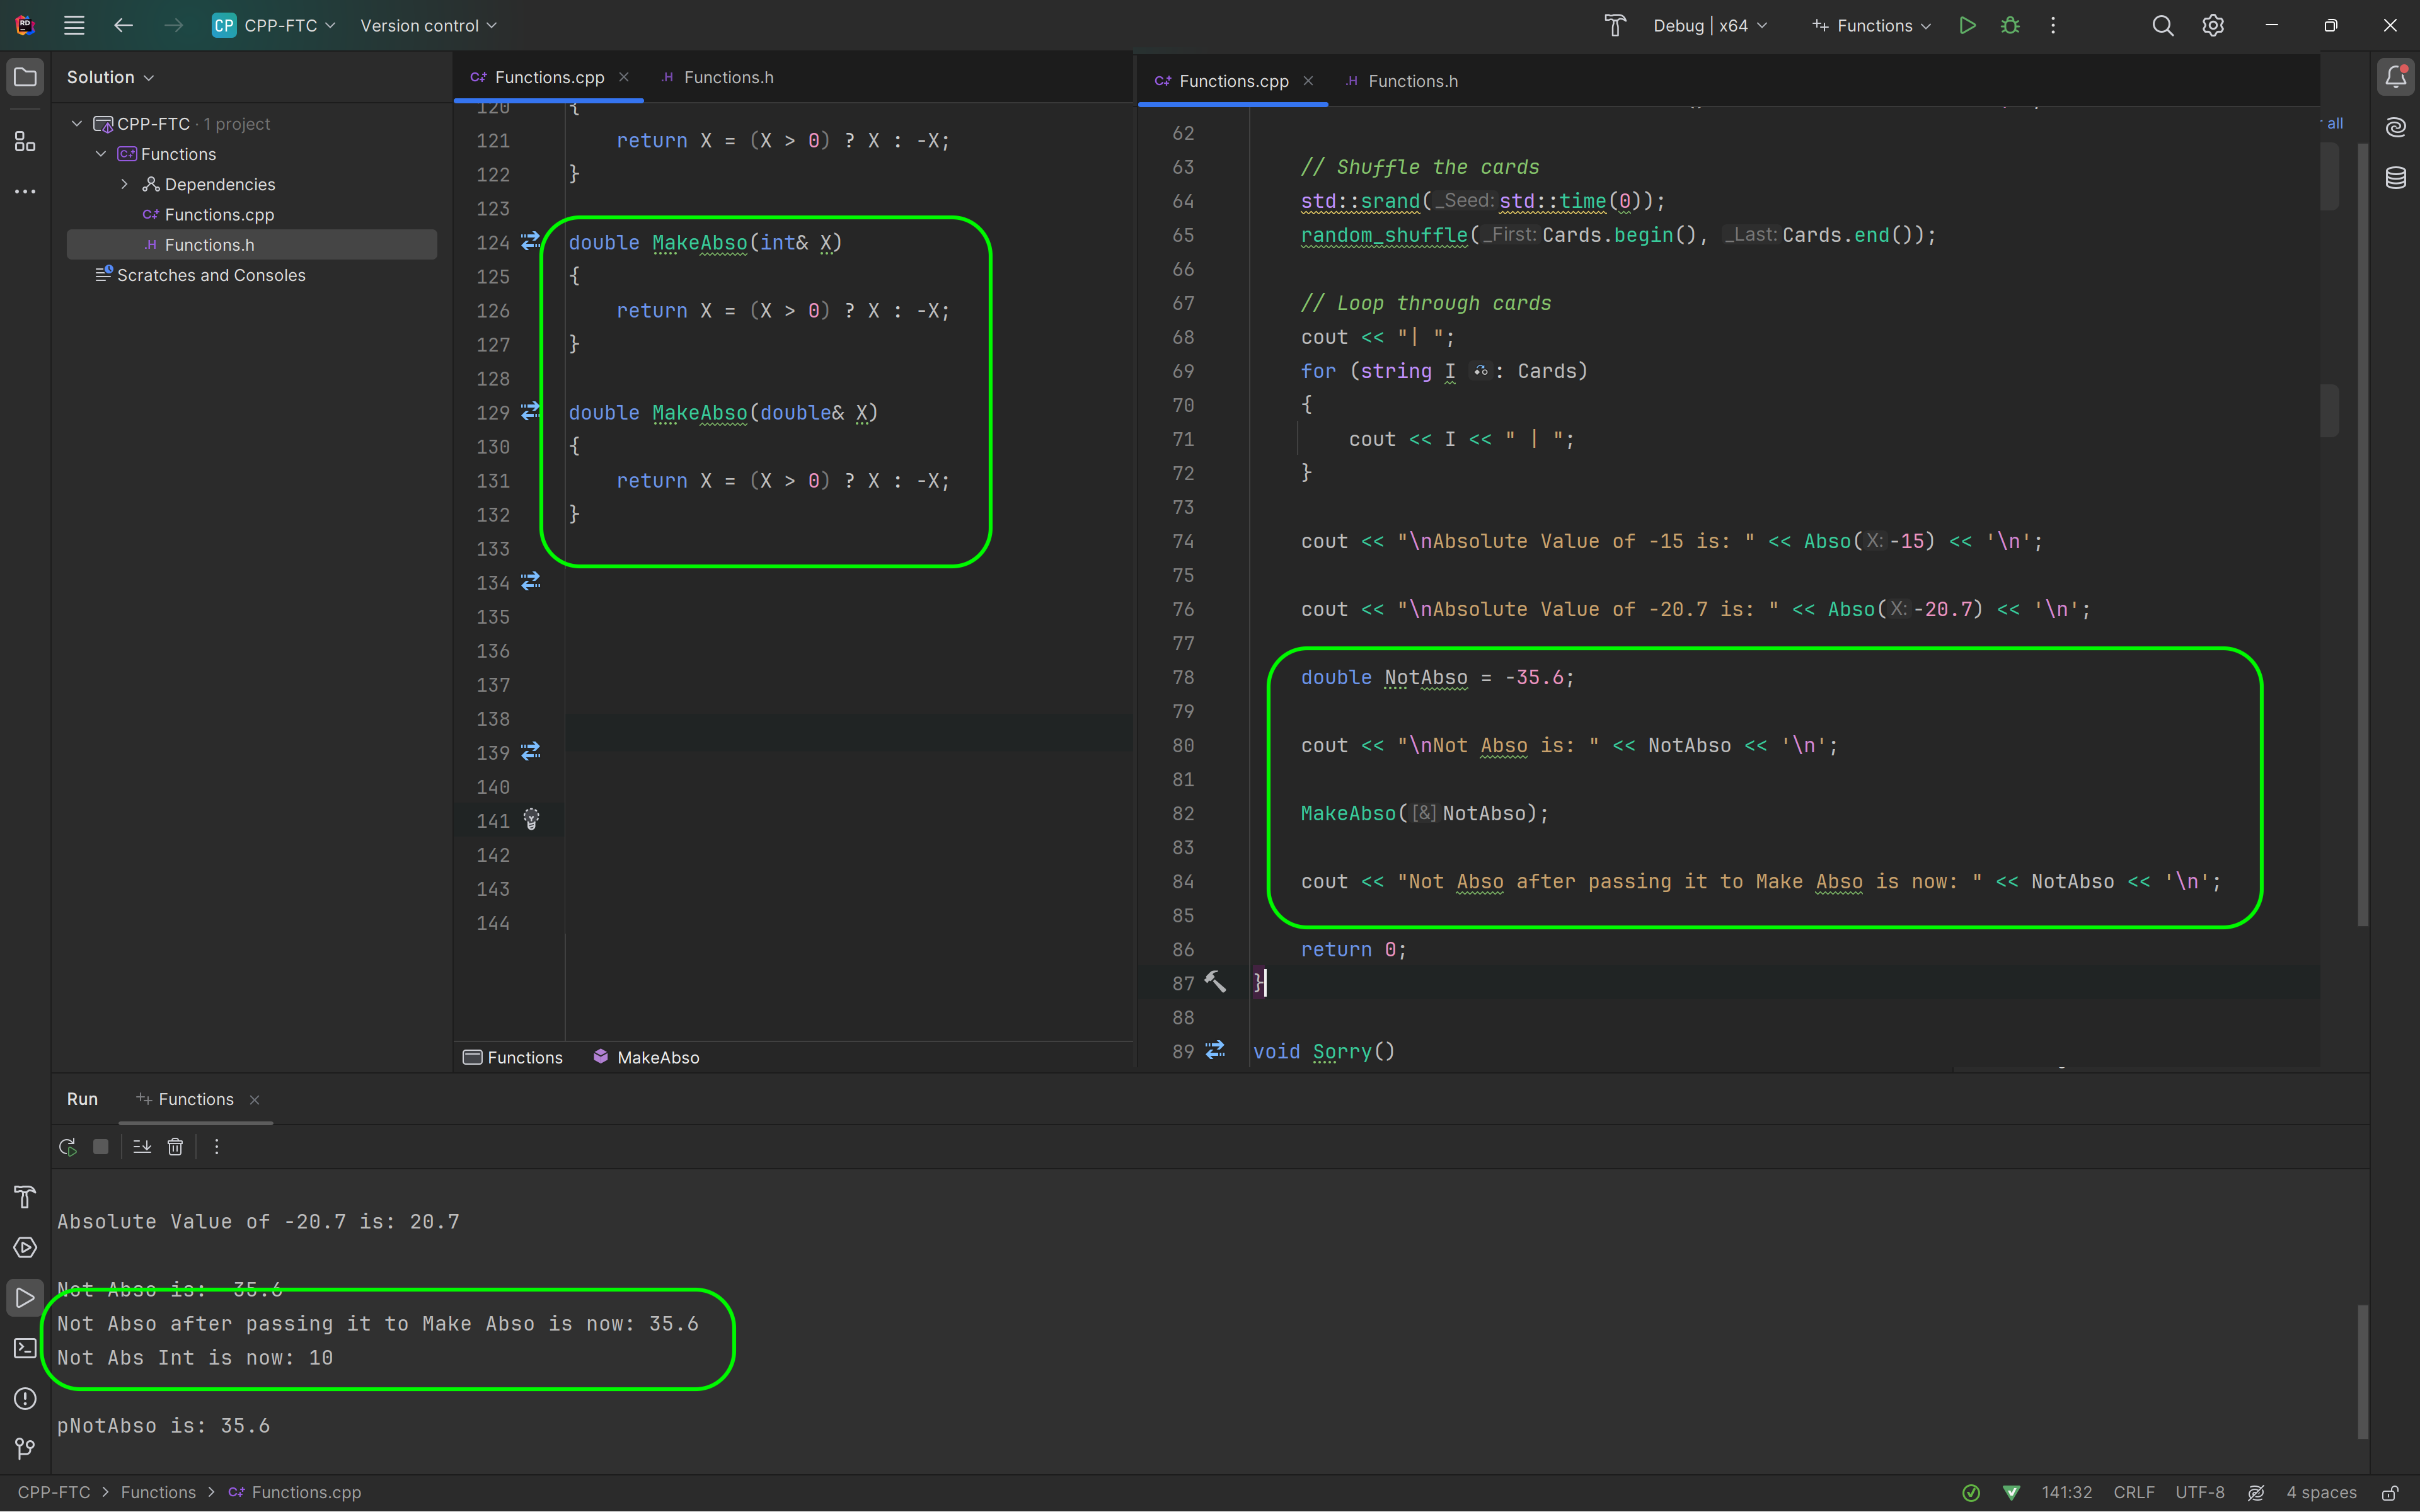 CP CPP-FTC Version control Debug | x64 Functions
Solution
CPP-FTC · 1 project
Functions
Dependencies
Functions.cpp
Functions.h
Scratches and Consoles
Functions.cpp Functions.h
120 {
121 return X = (X > 0) ? X : -X;
122 }
123
124 double MakeAbso(int& X)
125 {
126 return X = (X > 0) ? X : -X;
127 }
128
129 double MakeAbso(double& X)
130 {
131 return X = (X > 0) ? X : -X;
132 }
133
134
135
136
137
138
139
140
141
142
143
144
Functions MakeAbso
Functions.cpp Functions.h
all
62
63 // Shuffle the cards
64 std::srand(_Seed: std::time(0));
65 random_shuffle(_First: Cards.begin(), _Last: Cards.end());
66
67 // Loop through cards
68 cout << "| ";
69 for (string I : Cards)
70 {
71 cout << I << " | ";
72 }
73
74 cout << "\nAbsolute Value of -15 is: " << Abso(X: -15) << '\n';
75
76 cout << "\nAbsolute Value of -20.7 is: " << Abso(X: -20.7) << '\n';
77
78 double NotAbso = -35.6;
79
80 cout << "\nNot Abso is: " << NotAbso << '\n';
81
82 MakeAbso([&]NotAbso);
83
84 cout << "Not Abso after passing it to Make Abso is now: " << NotAbso << '\n';
85
86 return 0;
87 }
88
89 void Sorry()
Run Functions
Absolute Value of -20.7 is: 20.7
Not Abso is: -35.6
Not Abso after passing it to Make Abso is now: 35.6
Not Abs Int is now: 10
pNotAbso is: 35.6
CPP-FTC > Functions > Functions.cpp 141:32 CRLF UTF-8 4 spaces